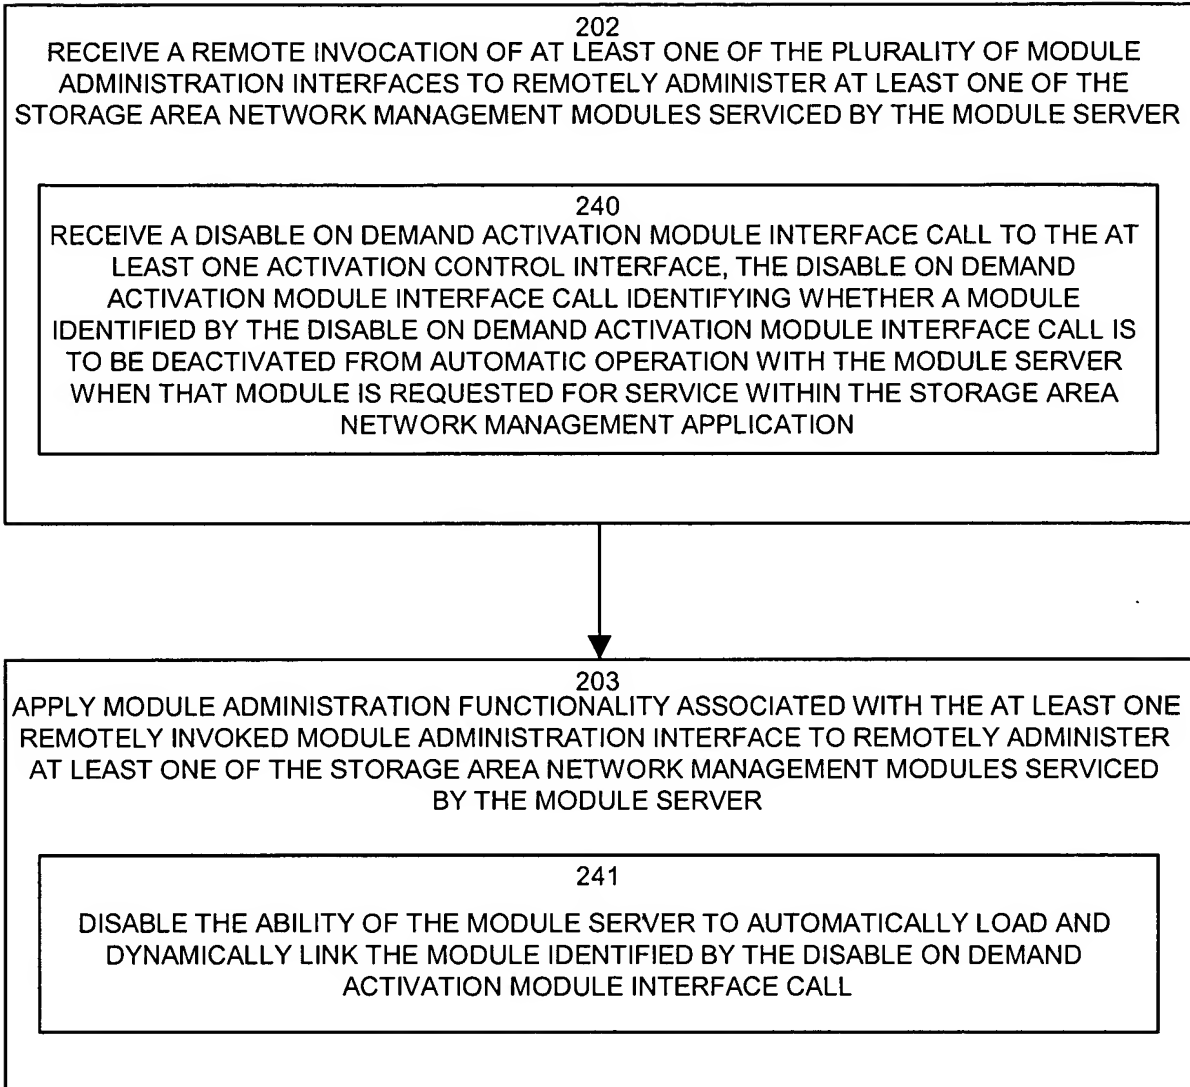 202
RECEIVE A REMOTE INVOCATION OF AT LEAST ONE OF THE PLURALITY OF MODULE
ADMINISTRATION INTERFACES TO REMOTELY ADMINISTER AT LEAST ONE OF THE
STORAGE AREA NETWORK MANAGEMENT MODULES SERVICED BY THE MODULE SERVER
240
RECEIVE A DISABLE ON DEMAND ACTIVATION MODULE INTERFACE CALL TO THE AT
LEAST ONE ACTIVATION CONTROL INTERFACE, THE DISABLE ON DEMAND
ACTIVATION MODULE INTERFACE CALL IDENTIFYING WHETHER A MODULE
IDENTIFIED BY THE DISABLE ON DEMAND ACTIVATION MODULE INTERFACE CALL IS
TO BE DEACTIVATED FROM AUTOMATIC OPERATION WITH THE MODULE SERVER
WHEN THAT MODULE IS REQUESTED FOR SERVICE WITHIN THE STORAGE AREA
NETWORK MANAGEMENT APPLICATION
203
APPLY MODULE ADMINISTRATION FUNCTIONALITY ASSOCIATED WITH THE AT LEAST ONE
REMOTELY INVOKED MODULE ADMINISTRATION INTERFACE TO REMOTELY ADMINISTER
AT LEAST ONE OF THE STORAGE AREA NETWORK MANAGEMENT MODULES SERVICED
BY THE MODULE SERVER
241
DISABLE THE ABILITY OF THE MODULE SERVER TO AUTOMATICALLY LOAD AND
DYNAMICALLY LINK THE MODULE IDENTIFIED BY THE DISABLE ON DEMAND
ACTIVATION MODULE INTERFACE CALL